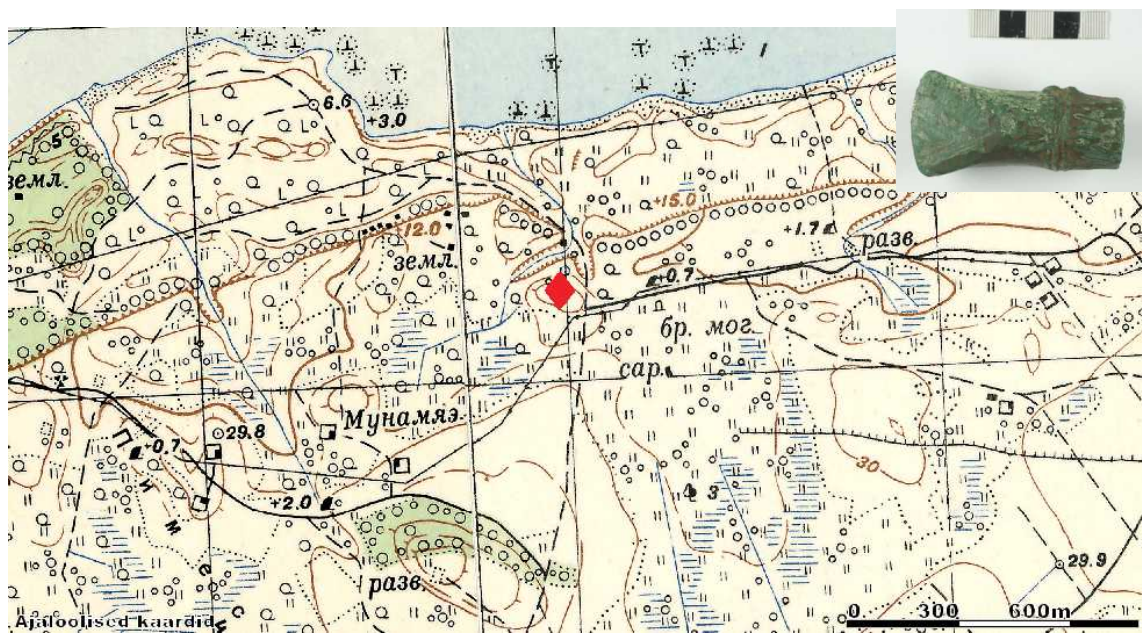 6.6
+3.0
5
земл.
12.0
+15.0
+1.7
разв.
земл.
+0.7
бр. мог.
сар.
Мунамяэ.
29.8
+0.7
+2.0
30
3
разв.
29.9
Ajaloolised kaardid
0 300 600m